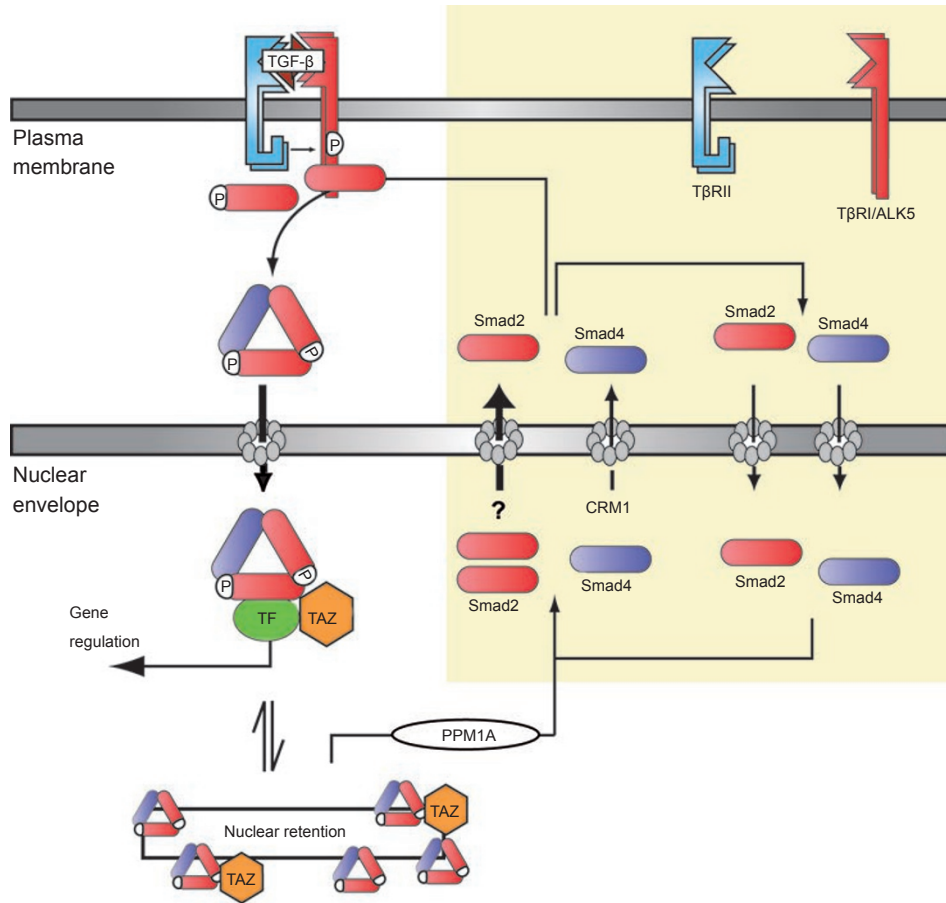 TGF-β
Plasma
membrane
P
P
TβRII
TβRI/ALK5
Smad2
Smad4
Smad2
Smad4
P
P
Nuclear
envelope
?
CRM1
P
P
Smad2
Smad4
Smad2
Smad4
TF
TAZ
Gene
regulation
PPM1A
Nuclear retention
TAZ
TAZ